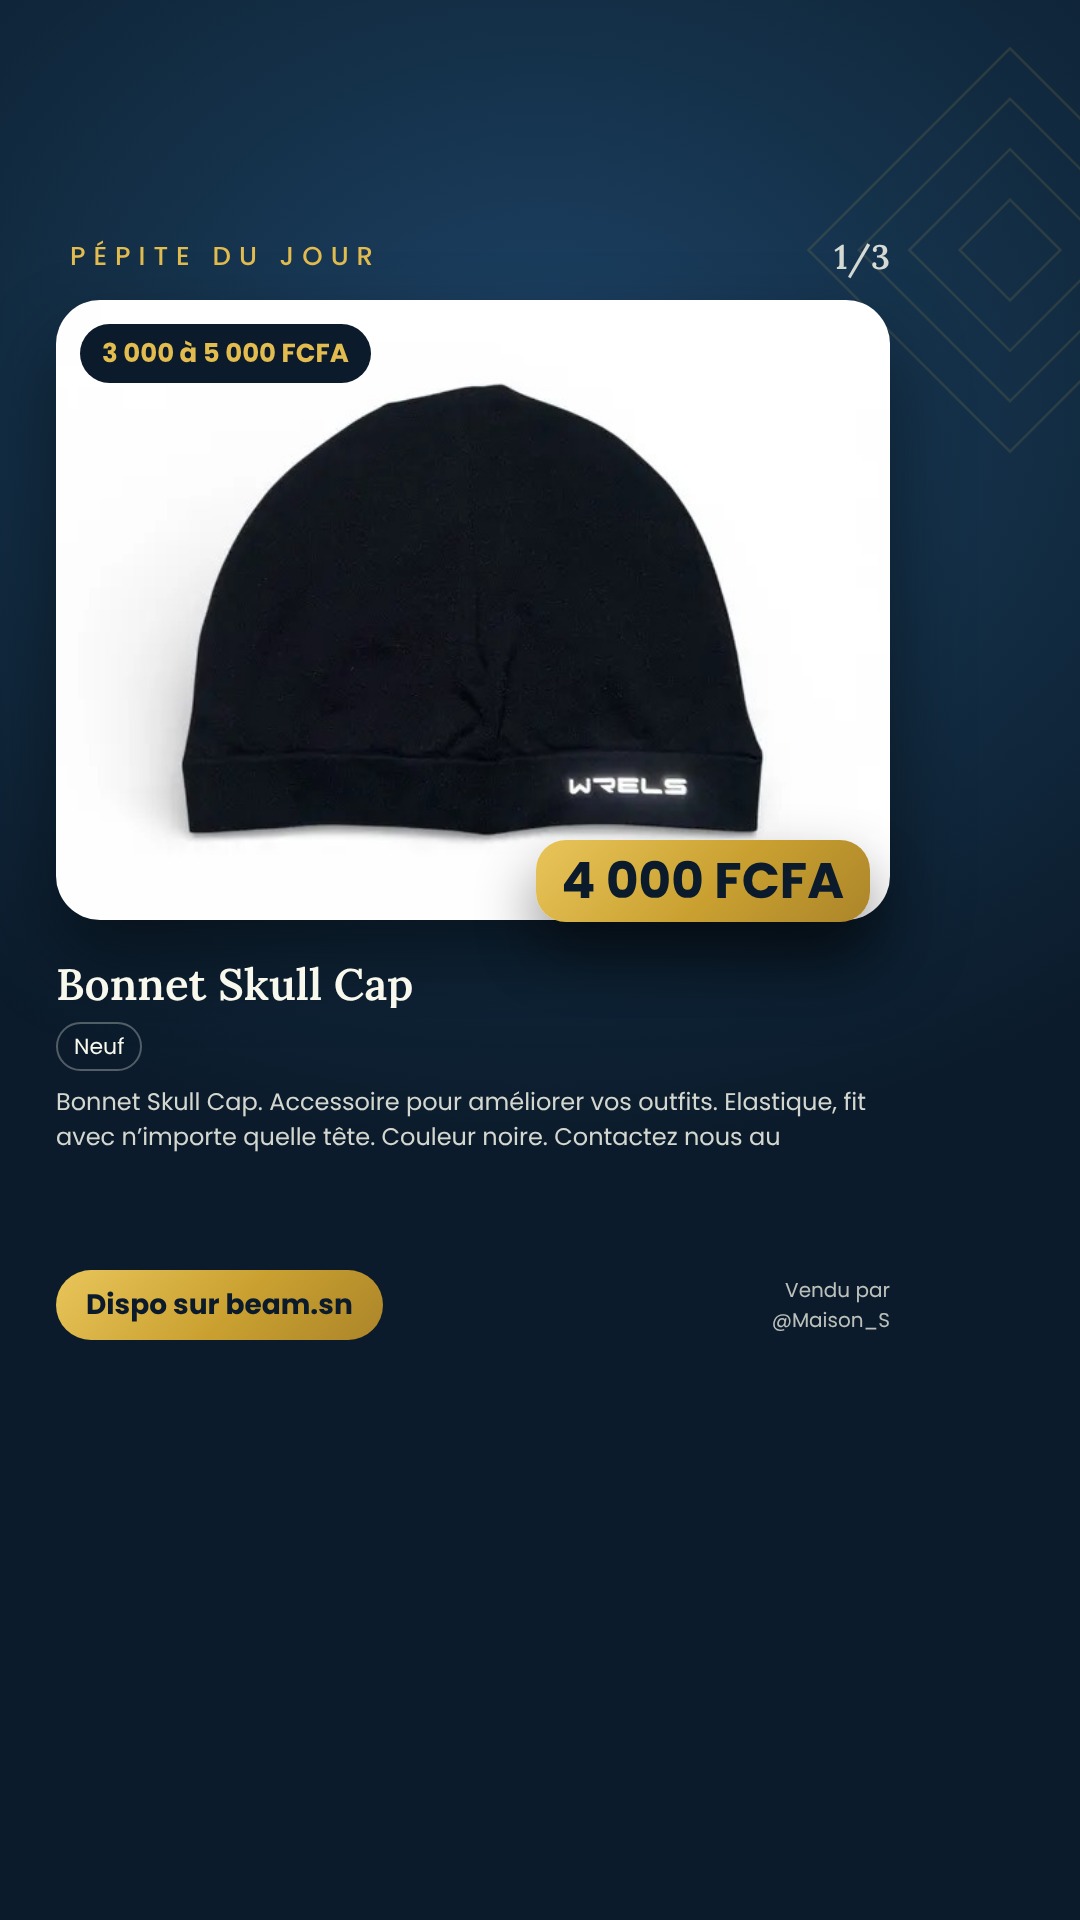 PÉPITE DU JOUR
1/3
3 000 à 5 000 FCFA
WRELS
4 000 FCFA
Bonnet Skull Cap
Neuf
Bonnet Skull Cap. Accessoire pour améliorer vos outfits. Elastique, fit
avec n’importe quelle tête. Couleur noire. Contactez nous au
Dispo sur beam.sn
Vendu par
@Maison_S